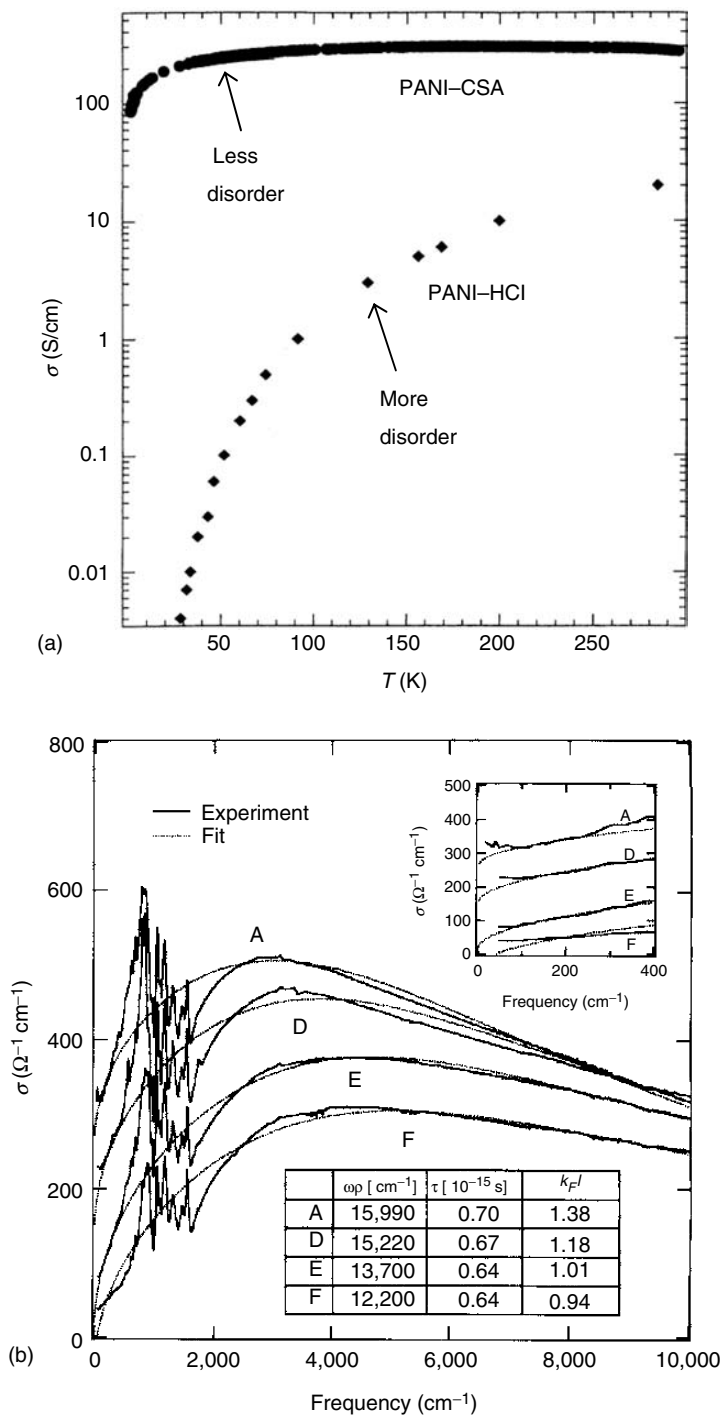 100
10
1
0.1
0.01
σ (S/cm)
PANI–CSA
Less
disorder
PANI–HCI
More
disorder
50
100
150
200
250
T (K)
(a)
800
600
400
200
0
σ (Ω⁻¹ cm⁻¹)
Experiment
Fit
A
D
E
F
500
400
300
200
100
0
σ (Ω⁻¹ cm⁻¹)
A
D
E
F
0
200
400
Frequency (cm⁻¹)
ωρ [ cm⁻¹] τ [ 10⁻¹⁵ s] k_Fl
A 15,990 0.70 1.38
D 15,220 0.67 1.18
E 13,700 0.64 1.01
F 12,200 0.64 0.94
0
2,000
4,000
6,000
8,000
10,000
(b)
Frequency (cm⁻¹)